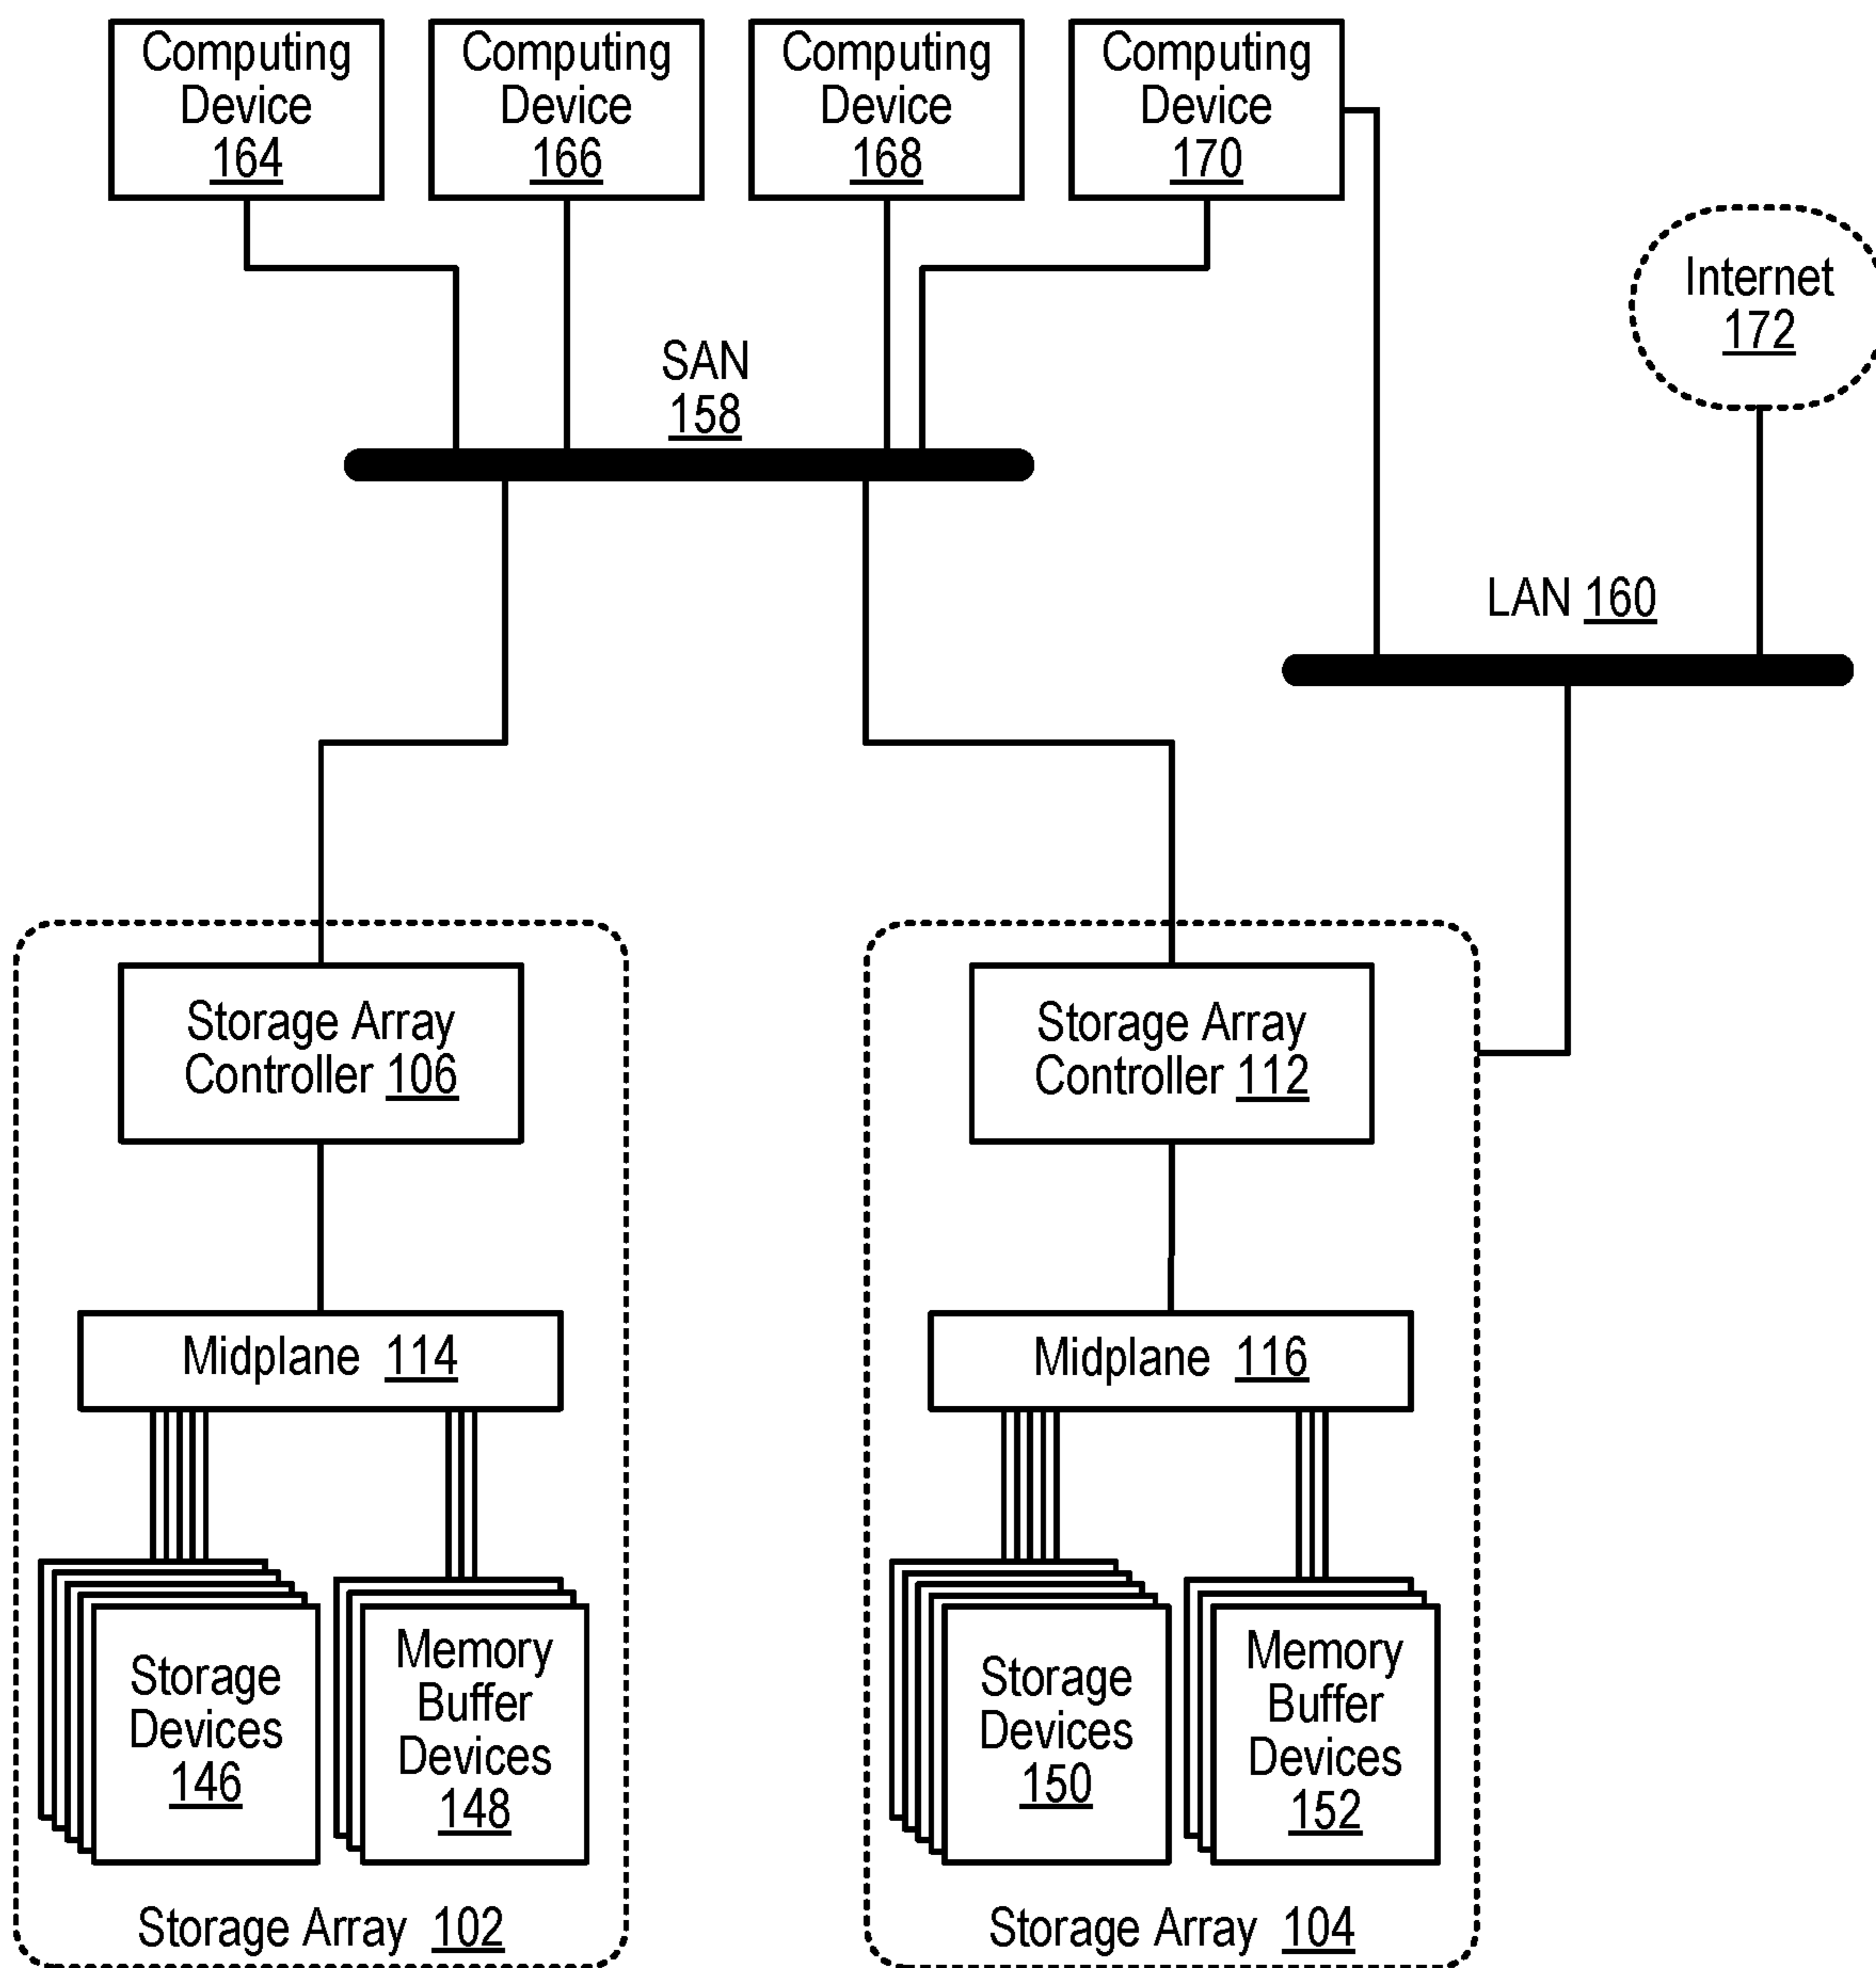 Computing
Device
164
Computing
Device
166
Computing
Device
168
Computing
Device
170
Internet
172
SAN
158
LAN 160
Storage Array
Controller 106
Storage Array
Controller 112
Midplane 114
Midplane 116
Storage
Devices
146
Memory
Buffer
Devices
148
Storage
Devices
150
Memory
Buffer
Devices
152
Storage Array 102
Storage Array 104